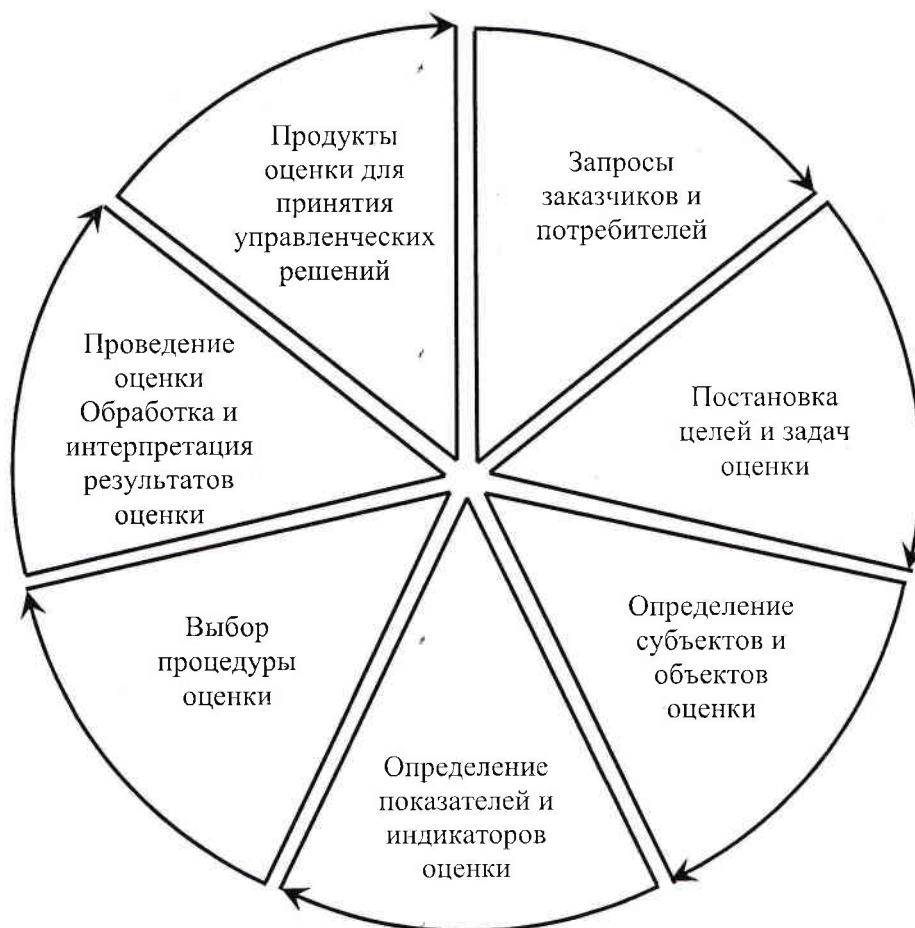 Запросы
заказчиков и
потребителей
Постановка
целей и задач
оценки
Определение
субъектов и
объектов
оценки
Определение
показателей и
индикаторов
оценки
Выбор
процедуры
оценки
Проведение
оценки
Обработка и
интерпретация
результатов
оценки
Продукты
оценки для
принятия
управленческих
решений